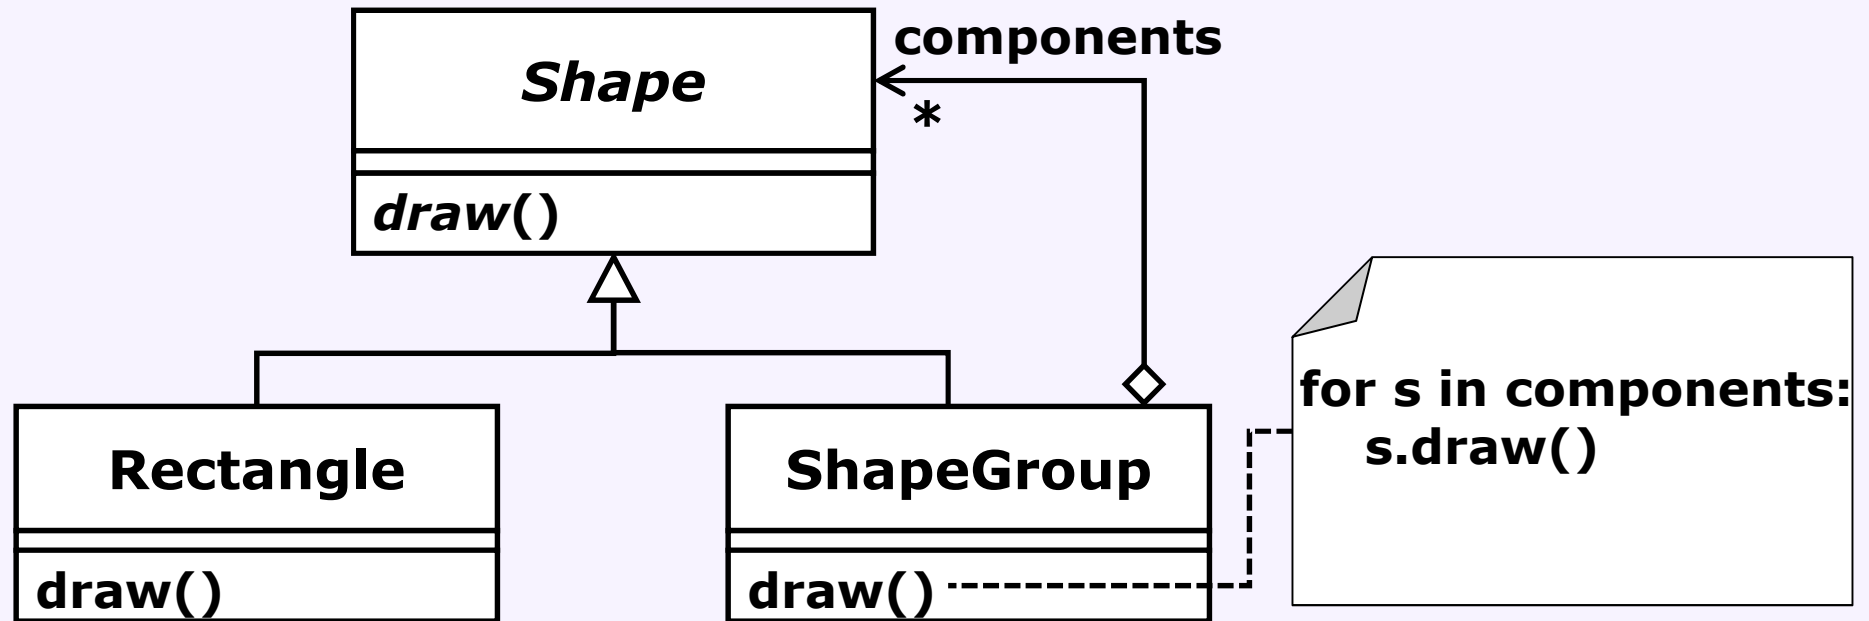 components
Shape
*
draw()
for s in components:
s.draw()
Rectangle
ShapeGroup
draw()
draw()